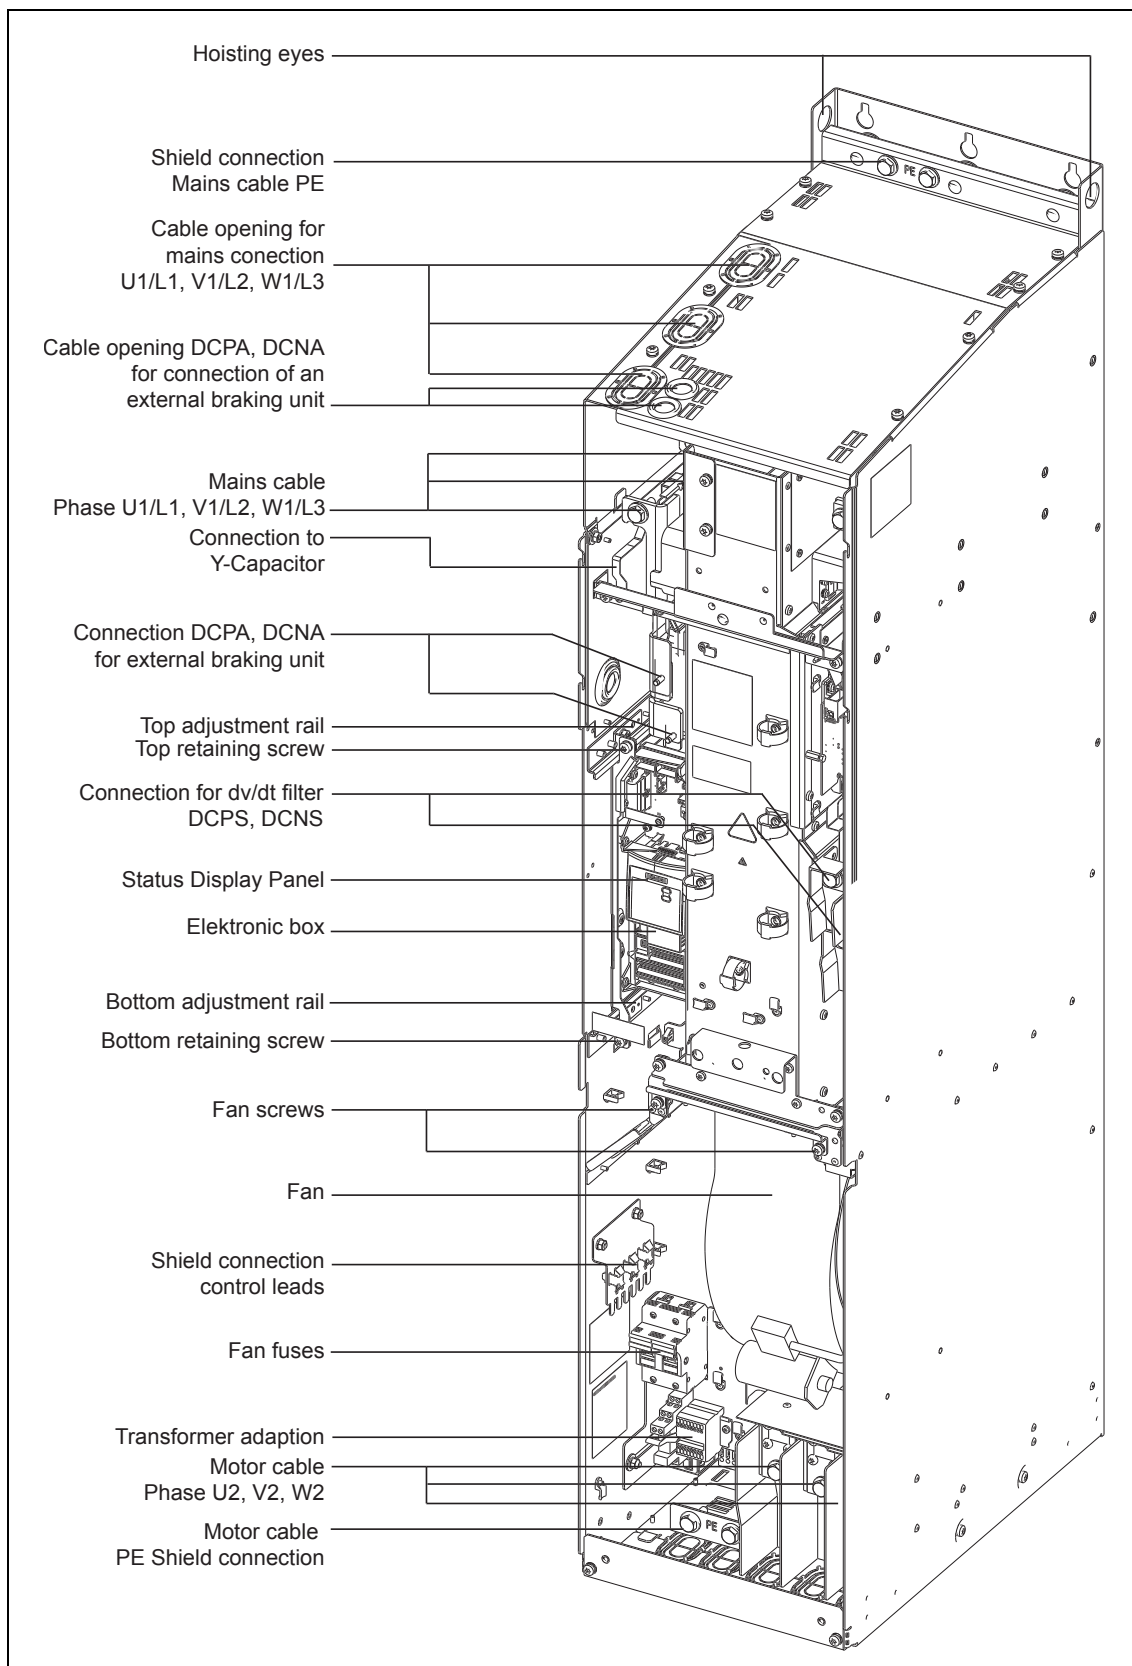 Hoisting eyes
Shield connection
Mains cable PE
PE
Cable opening for
mains conection
U1/L1, V1/L2, W1/L3
Cable opening DCPA, DCNA
for connection of an
external braking unit
Mains cable
Phase U1/L1, V1/L2, W1/L3
Connection to
Y-Capacitor
Connection DCPA, DCNA
for external braking unit
Top adjustment rail
Top retaining screw
Connection for dv/dt filter
DCPS, DCNS
Status Display Panel
Elektronic box
Bottom adjustment rail
Bottom retaining screw
Fan screws
Fan
Shield connection
control leads
Fan fuses
Transformer adaption
Motor cable
Phase U2, V2, W2
Motor cable
PE Shield connection
PE